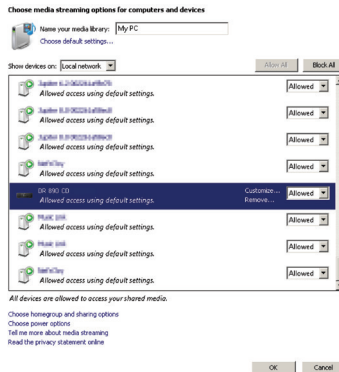 Choose media streaming options for computers and devices
Name your media library: My PC
Choose default settings...
Show devices on: Local network
Allow All
Block All
Allowed access using default settings.
Allowed
Allowed access using default settings.
Allowed
Allowed access using default settings.
Allowed
Allowed access using default settings.
Allowed
DR 890 CD
Customize...
Allowed access using default settings.
Remove...
Allowed
Allowed access using default settings.
Allowed
Allowed access using default settings.
Allowed
Allowed access using default settings.
Allowed
All devices are allowed to access your shared media.
Choose homegroup and sharing options
Choose power options
Tell me more about media streaming
Read the privacy statement online
OK
Cancel